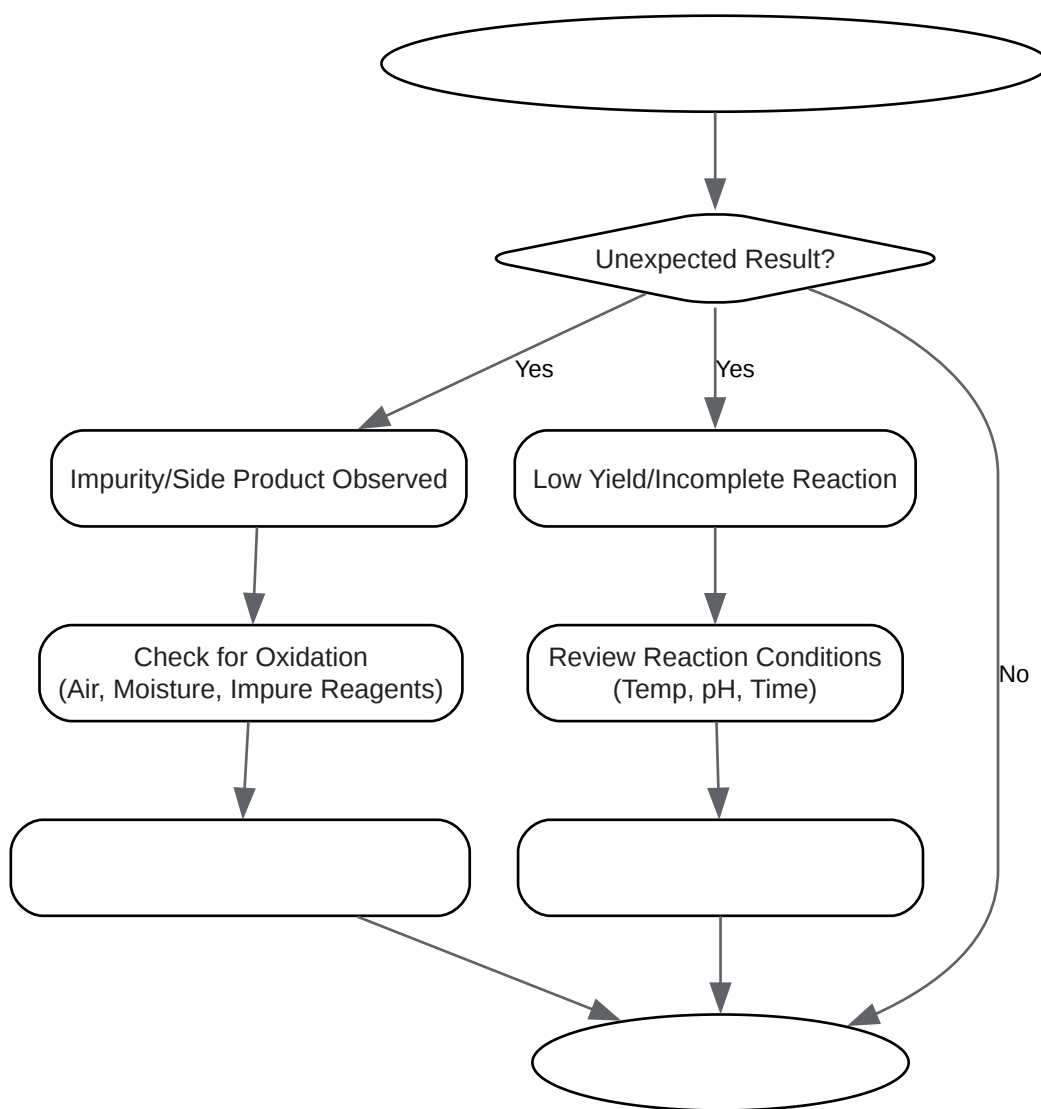 Unexpected Result?
Yes
Yes
Impurity/Side Product Observed
Low Yield/Incomplete Reaction
Check for Oxidation
(Air, Moisture, Impure Reagents)
Review Reaction Conditions
(Temp, pH, Time)
No